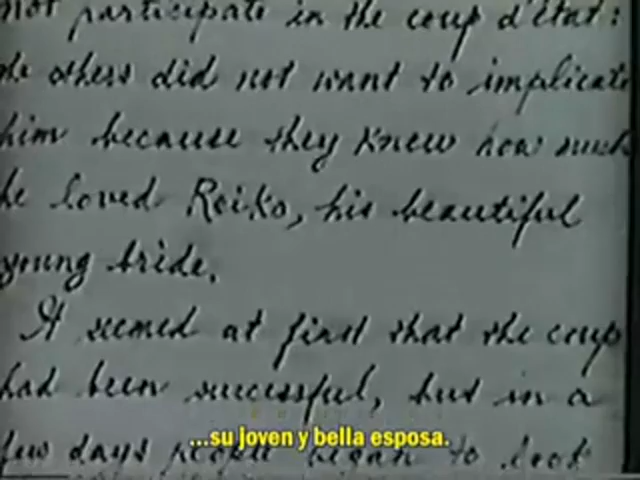 not participate in the coup d'état:
the others did not want to implicate
him because they knew how much
he loved Reiko, his beautiful
young bride.
It seemed at first that the coup
had been successful, but in a
few days people began to look
...su joven y bella esposa.